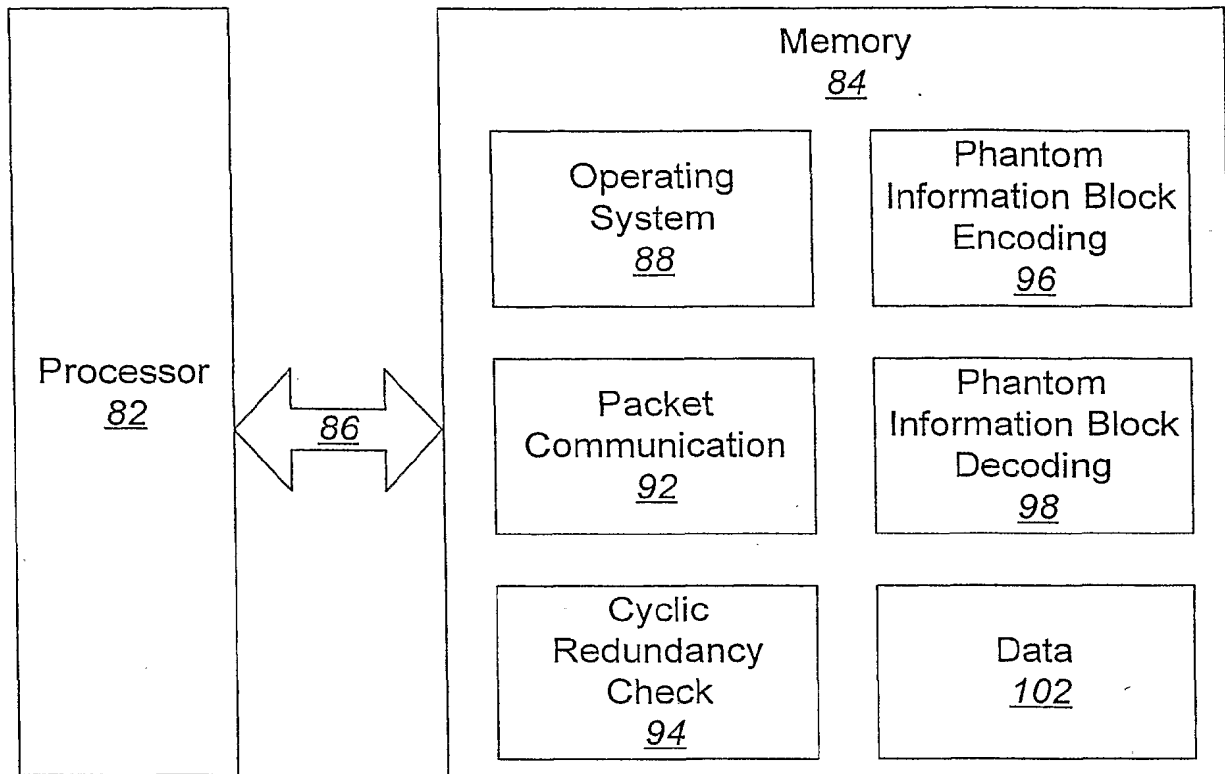 Processor
82
86
Memory
84
Operating
System
88
Phantom
Information Block
Encoding
96
Packet
Communication
92
Phantom
Information Block
Decoding
98
Cyclic
Redundancy
Check
94
Data
102